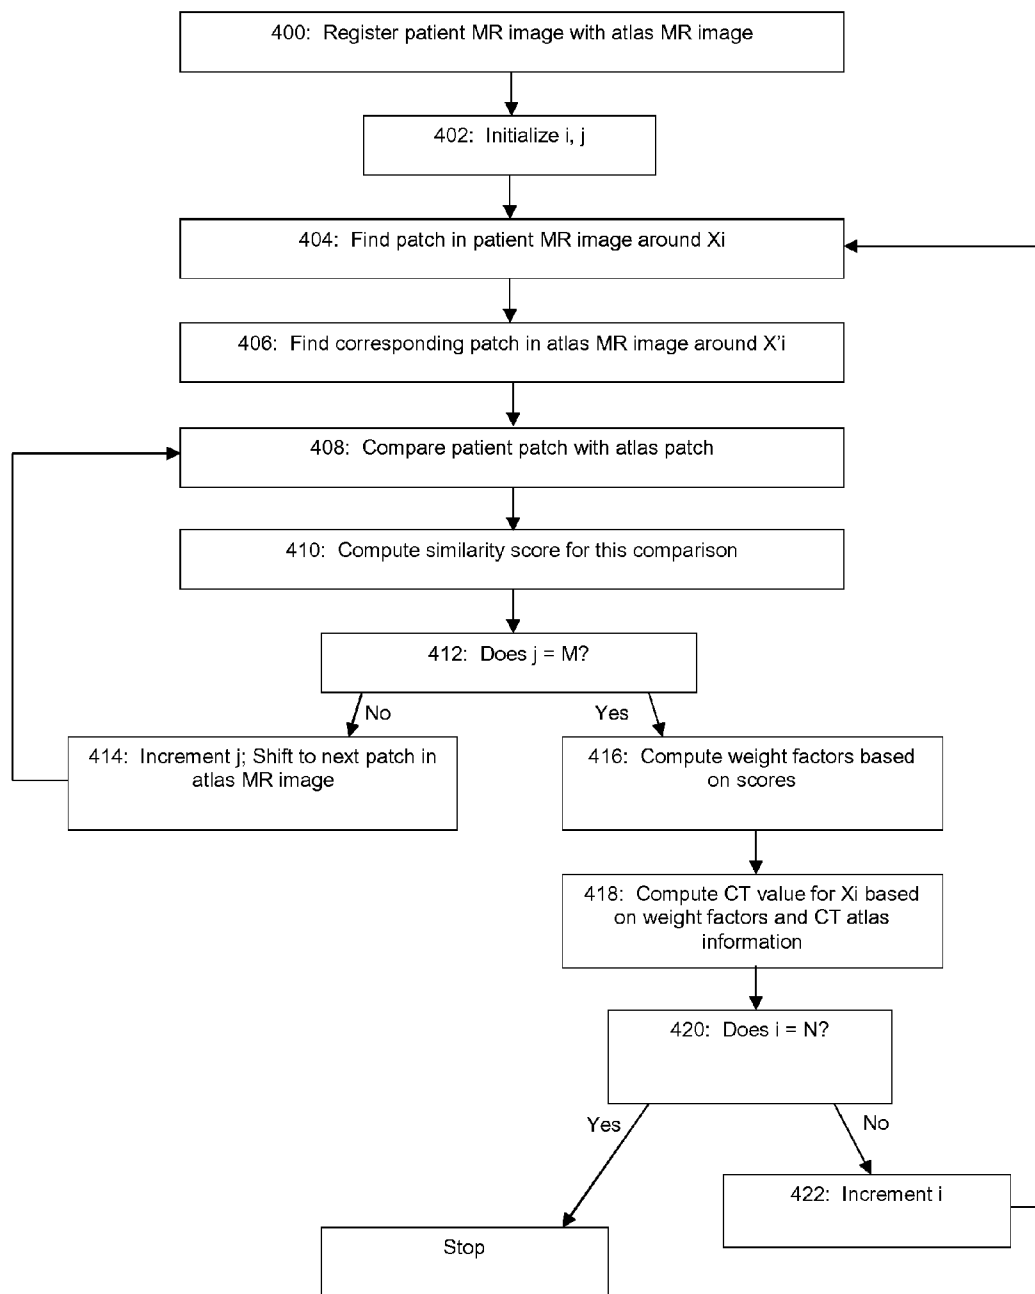 400: Register patient MR image with atlas MR image
402: Initialize i, j
404: Find patch in patient MR image around Xi
406: Find corresponding patch in atlas MR image around X'i
408: Compare patient patch with atlas patch
410: Compute similarity score for this comparison
412: Does j = M?
No
Yes
414: Increment j; Shift to next patch in
atlas MR image
416: Compute weight factors based
on scores
418: Compute CT value for Xi based
on weight factors and CT atlas
information
420: Does i = N?
Yes
No
422: Increment i
Stop